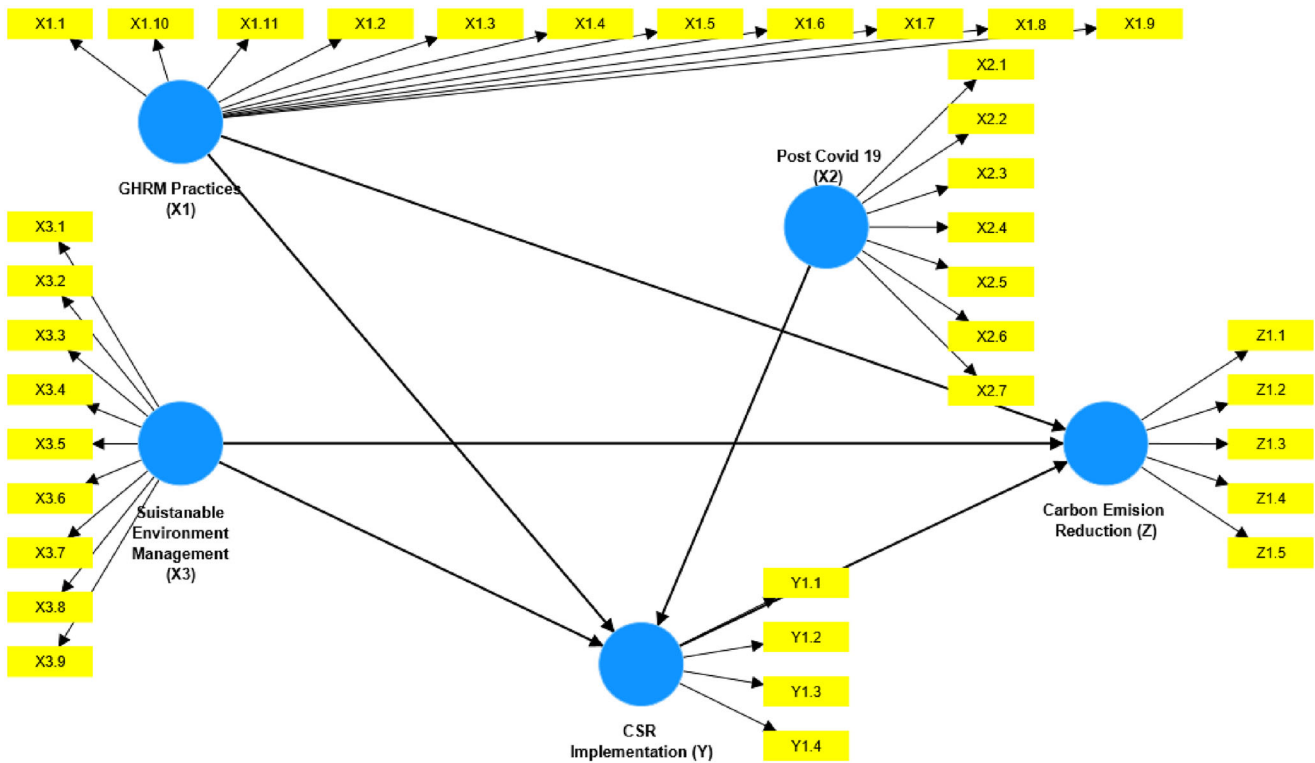 X1.1
X1.10
X1.11
X1.2
X1.3
X1.4
X1.5
X1.6
X1.7
X1.8
X1.9
GHRM Practices
(X1)
Post Covid 19
(X2)
X2.1
X2.2
X2.3
X2.4
X2.5
X2.6
X2.7
X3.1
X3.2
X3.3
X3.4
X3.5
X3.6
X3.7
X3.8
X3.9
Suistanable
Environment
Management
(X3)
Carbon Emision
Reduction (Z)
Z1.1
Z1.2
Z1.3
Z1.4
Z1.5
Y1.1
Y1.2
Y1.3
Y1.4
CSR
Implementation (Y)